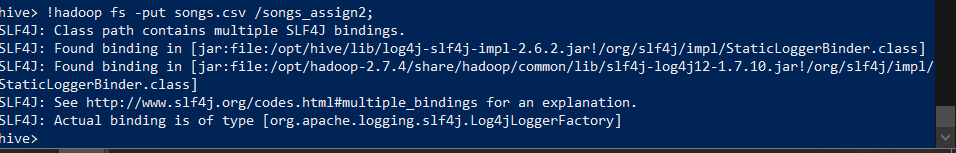 hive> !hadoop fs -put songs.csv /songs_assign2;
SLF4J: Class path contains multiple SLF4J bindings.
SLF4J: Found binding in [jar:file:/opt/hive/lib/log4j-slf4j-impl-2.6.2.jar!/org/slf4j/impl/StaticLoggerBinder.class]
SLF4J: Found binding in [jar:file:/opt/hadoop-2.7.4/share/hadoop/common/lib/slf4j-log4j12-1.7.10.jar!/org/slf4j/impl/
StaticLoggerBinder.class]
SLF4J: See http://www.slf4j.org/codes.html#multiple_bindings for an explanation.
SLF4J: Actual binding is of type [org.apache.logging.slf4j.Log4jLoggerFactory]
hive>